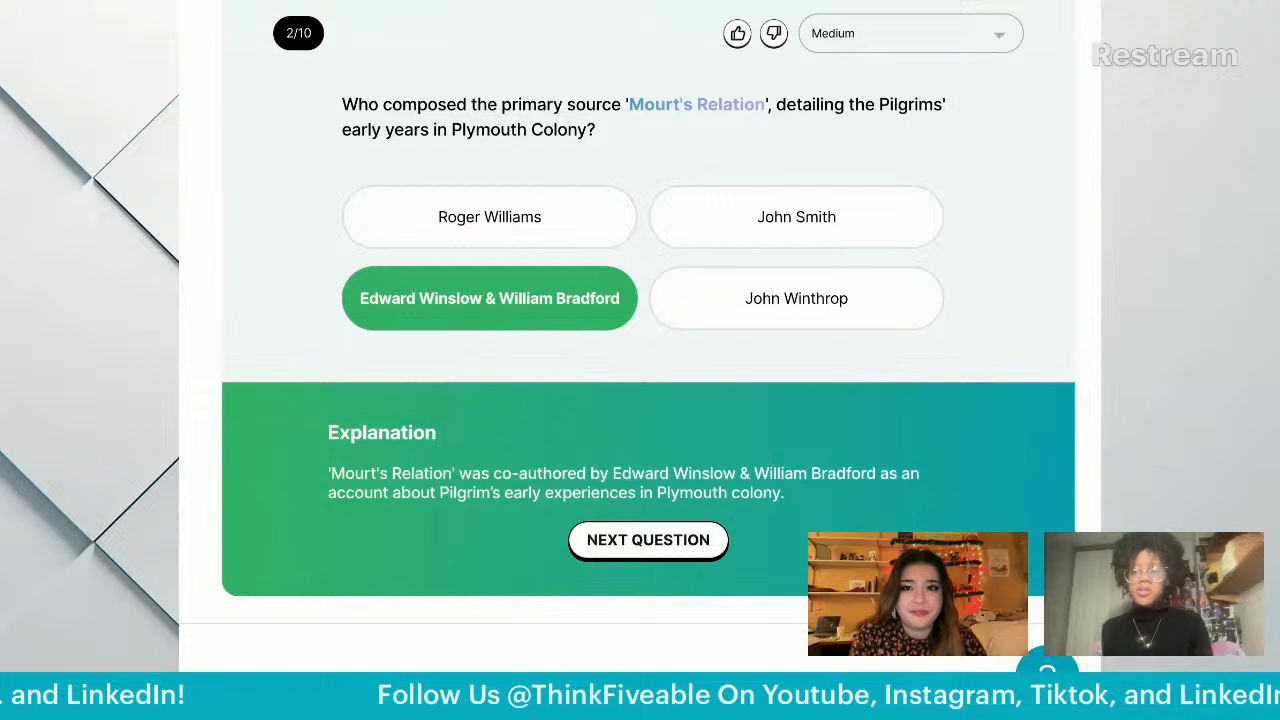 2/10
Medium
Restream
Who composed the primary source 'Mourt's Relation', detailing the Pilgrims'
early years in Plymouth Colony?
Roger Williams
John Smith
Edward Winslow & William Bradford
John Winthrop
Explanation
'Mourt's Relation' was co-authored by Edward Winslow & William Bradford as an
account about Pilgrim's early experiences in Plymouth colony.
NEXT QUESTION
. and LinkedIn! Follow Us @ThinkFiveable On Youtube, Instagram, Tiktok, and LinkedIn